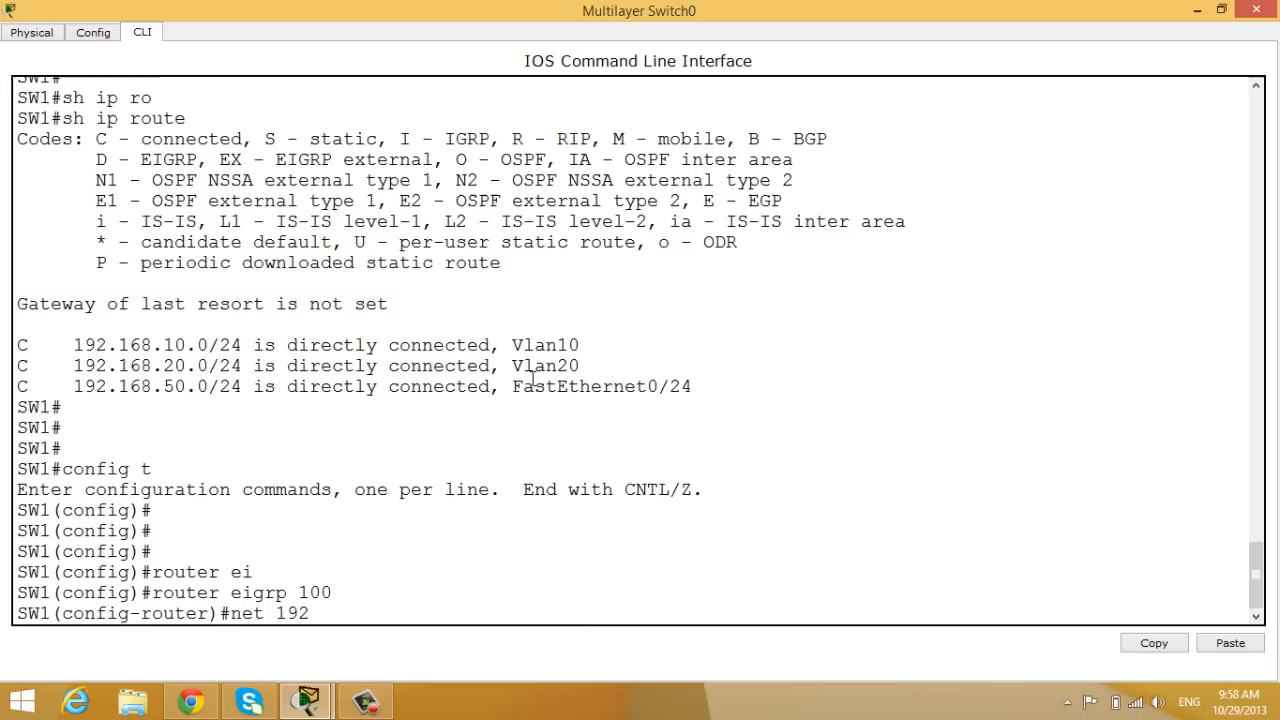 Multilayer Switch0
Physical Config CLI
IOS Command Line Interface
SW1#
SW1#sh ip ro
SW1#sh ip route
Codes: C - connected, S - static, I - IGRP, R - RIP, M - mobile, B - BGP
D - EIGRP, EX - EIGRP external, O - OSPF, IA - OSPF inter area
N1 - OSPF NSSA external type 1, N2 - OSPF NSSA external type 2
E1 - OSPF external type 1, E2 - OSPF external type 2, E - EGP
i - IS-IS, L1 - IS-IS level-1, L2 - IS-IS level-2, ia - IS-IS inter area
* - candidate default, U - per-user static route, o - ODR
P - periodic downloaded static route
Gateway of last resort is not set
C 192.168.10.0/24 is directly connected, Vlan10
C 192.168.20.0/24 is directly connected, Vlan20
C 192.168.50.0/24 is directly connected, FastEthernet0/24
SW1#
SW1#
SW1#
SW1#config t
Enter configuration commands, one per line. End with CNTL/Z.
SW1(config)#
SW1(config)#
SW1(config)#
SW1(config)#router ei
SW1(config)#router eigrp 100
SW1(config-router)#net 192
Copy Paste
ENG
9:58 AM
10/29/2013